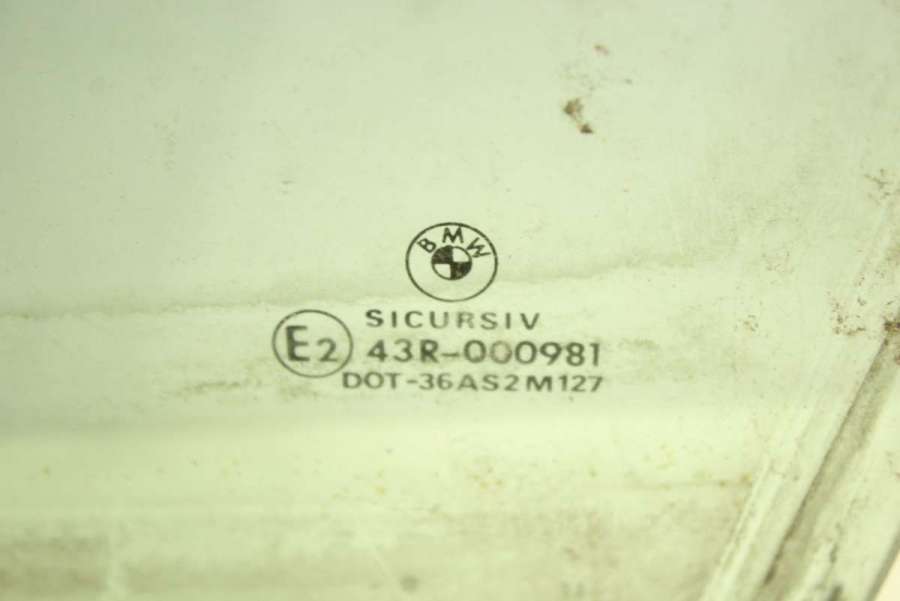 BMW
SICURSIV
E2 43R-000981
DOT-36AS2M127